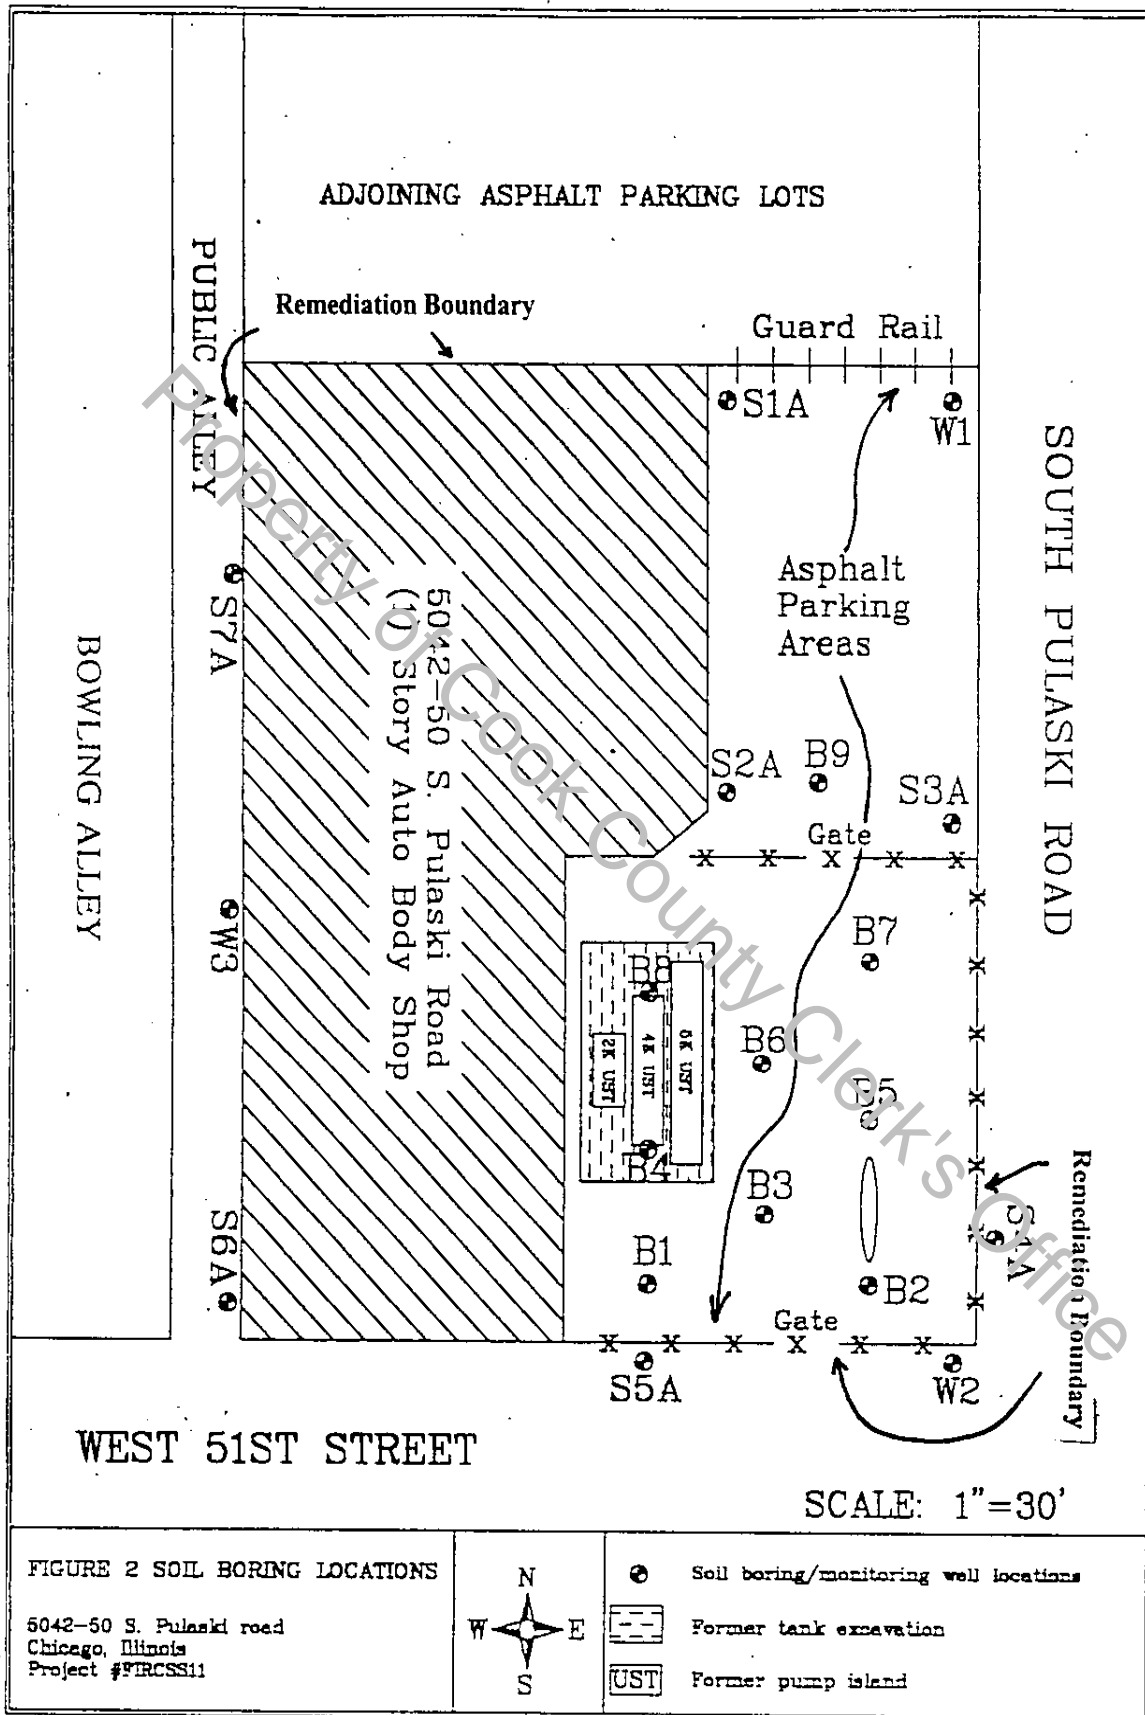 ADJOINING ASPHALT PARKING LOTS
PUBLIC ALLEY
Remediation Boundary
Guard Rail
S1A
W1
SOUTH PULASKI ROAD
Asphalt
Parking
Areas
S7A
BOWLING ALLEY
5042-50 S. Pulaski Road
(1) Story Auto Body Shop
S2A
B9
S3A
Gate
W3
B7
B8
B6
2K UST
4K UST
B5
B4
B3
Remediation Boundary
S4A
S6A
B1
B2
Gate
S5A
W2
WEST 51ST STREET
SCALE: 1"=30'
Property of Cook County Clerk's Office
FIGURE 2 SOIL BORING LOCATIONS
5042-50 S. Pulaski road
Chicago, Illinois
Project #FIRCSS11
N
W E
S
Soil boring/monitoring well locations
Former tank excavation
UST Former pump island